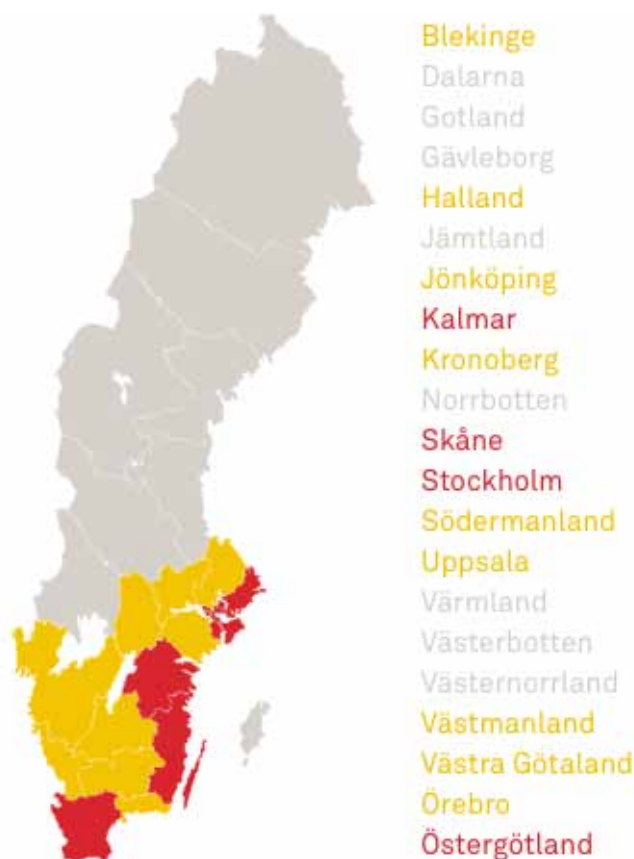 Blekinge
Dalarna
Gotland
Gävleborg
Halland
Jämtland
Jönköping
Kalmar
Kronoberg
Norrbotten
Skåne
Stockholm
Södermanland
Uppsala
Värmland
Västerbotten
Västernorrland
Västmanland
Västra Götaland
Örebro
Östergötland